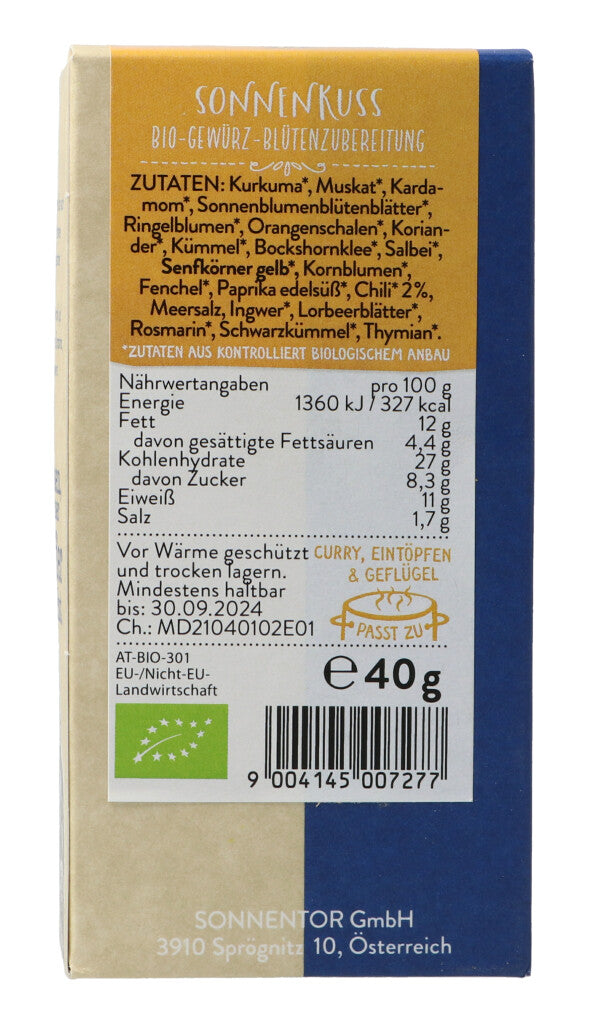 SONNENKUSS
BIO-GEWÜRZ-BLÜTENZUBEREITUNG
ZUTATEN: Kurkuma*, Muskat*, Karda-
mom*, Sonnenblumenblütenblätter*,
Ringelblumen*, Orangenschalen*, Korian-
der*, Kümmel*, Bockshornklee*, Salbei*,
Senfkörner gelb*, Kornblumen*,
Fenchel*, Paprika edelsüß*, Chili* 2%,
Meersalz, Ingwer*, Lorbeerblätter*,
Rosmarin*, Schwarzkümmel*, Thymian*.
*ZUTATEN AUS KONTROLLIERT BIOLOGISCHEM ANBAU
Nährwertangaben pro 100 g
Energie 1360 kJ / 327 kcal
Fett 12 g
davon gesättigte Fettsäuren 4,4 g
Kohlenhydrate 27 g
davon Zucker 8,3 g
Eiweiß 11 g
Salz 1,7 g
Vor Wärme geschützt
und trocken lagern.
Mindestens haltbar
bis: 30.09.2024
Ch.: MD21040102E01
CURRY, EINTÖPFEN
& GEFLÜGEL
PASST ZU
AT-BIO-301
EU-/Nicht-EU-
Landwirtschaft
℮ 40 g
9 004145 007277
SONNENTOR GmbH
3910 Sprögnitz 10, Österreich